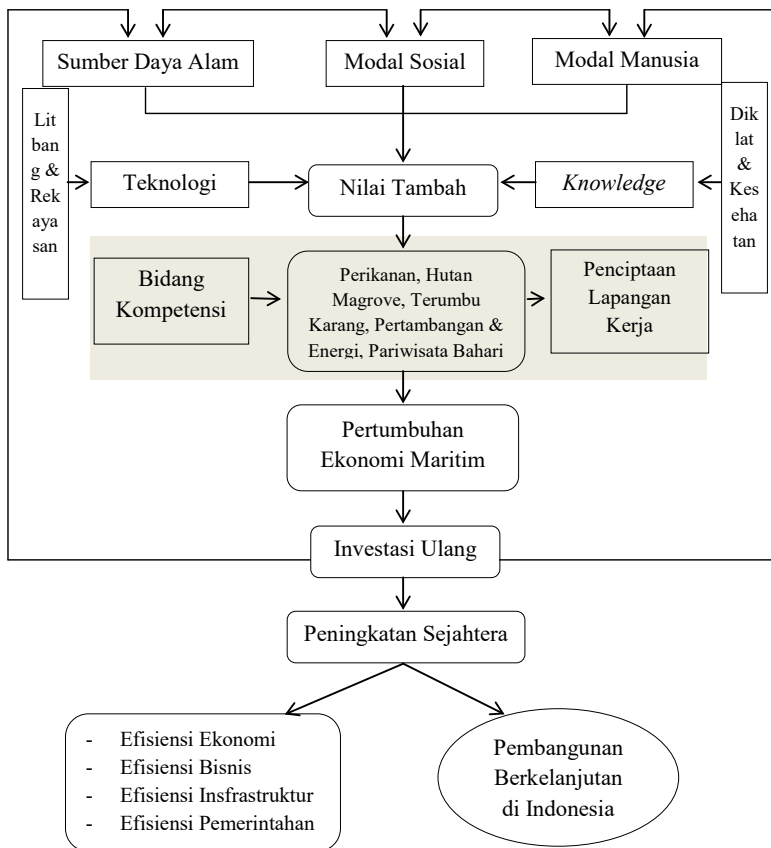 Sumber Daya Alam
Modal Sosial
Modal Manusia
Lit
ban
g &
Rek
aya
san
Teknologi
Nilai Tambah
Knowledge
Dik
lat
&
Kes
eha
tan
Bidang
Kompetensi
Perikanan, Hutan
Magrove, Terumbu
Karang, Pertambangan &
Energi, Pariwisata Bahari
Penciptaan
Lapangan
Kerja
Pertumbuhan
Ekonomi Maritim
Investasi Ulang
Peningkatan Sejahtera
- Efisiensi Ekonomi
- Efisiensi Bisnis
- Efisiensi Insfrastruktur
- Efisiensi Pemerintahan
Pembangunan
Berkelanjutan
di Indonesia